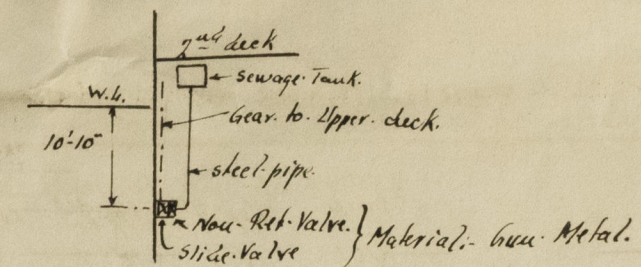 2nd deck
Sewage Tank.
W.L.
Gear to Upper deck.
10'-10"
steel pipe
Non-Ret-Valve.
Slide-Valve
Material:- Gun Metal.